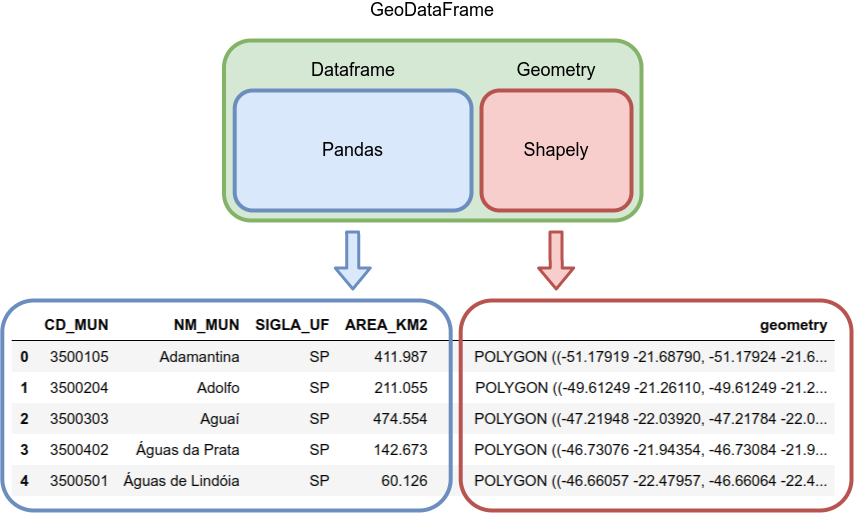 GeoDataFrame
Dataframe Geometry
Pandas Shapely
CD_MUN NM_MUN SIGLA_UF AREA_KM2 geometry
0 3500105 Adamantina SP 411.987 POLYGON ((-51.17919 -21.68790, -51.17924 -21.6...
1 3500204 Adolfo SP 211.055 POLYGON ((-49.61249 -21.26110, -49.61249 -21.2...
2 3500303 Aguaí SP 474.554 POLYGON ((-47.21948 -22.03920, -47.21784 -22.0...
3 3500402 Águas da Prata SP 142.673 POLYGON ((-46.73076 -21.94354, -46.73084 -21.9...
4 3500501 Águas de Lindóia SP 60.126 POLYGON ((-46.66057 -22.47957, -46.66064 -22.4...